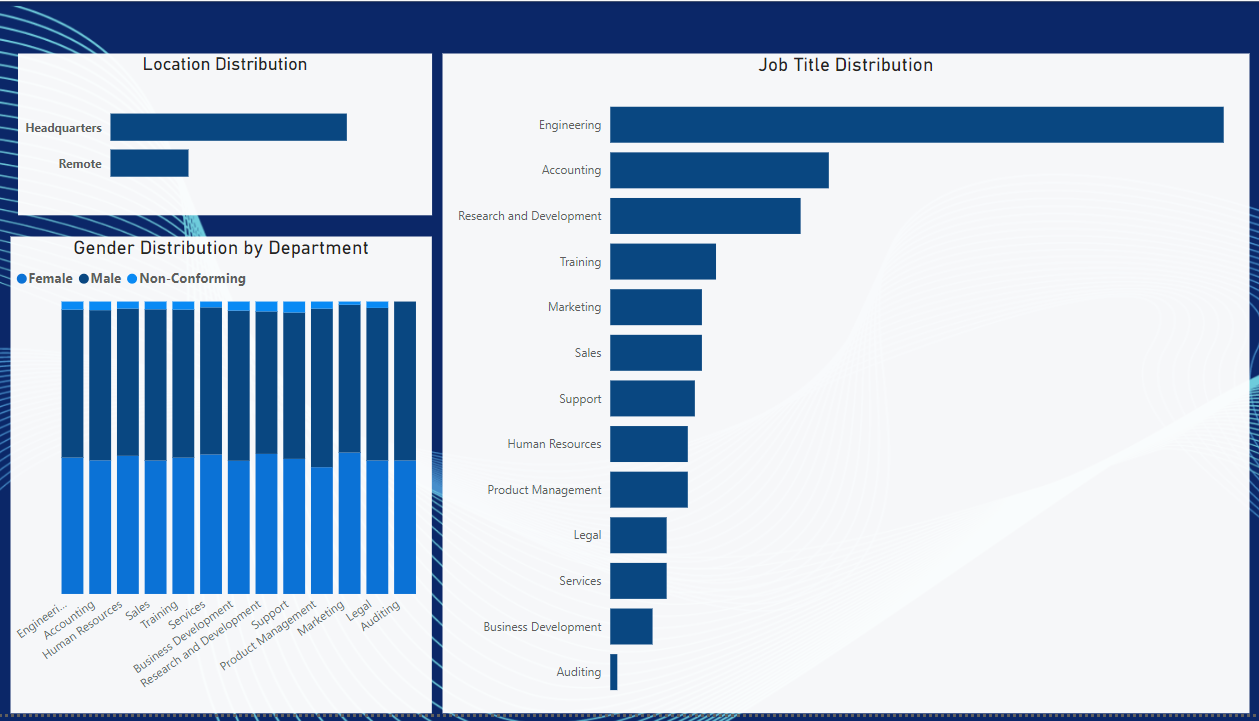 Location Distribution
Headquarters
Remote
Gender Distribution by Department
Female Male Non-Conforming
Engineeri...
Accounting
Human Resources
Sales
Training
Services
Business Development
Research and Development
Support
Product Management
Marketing
Legal
Auditing
Job Title Distribution
Engineering
Accounting
Research and Development
Training
Marketing
Sales
Support
Human Resources
Product Management
Legal
Services
Business Development
Auditing